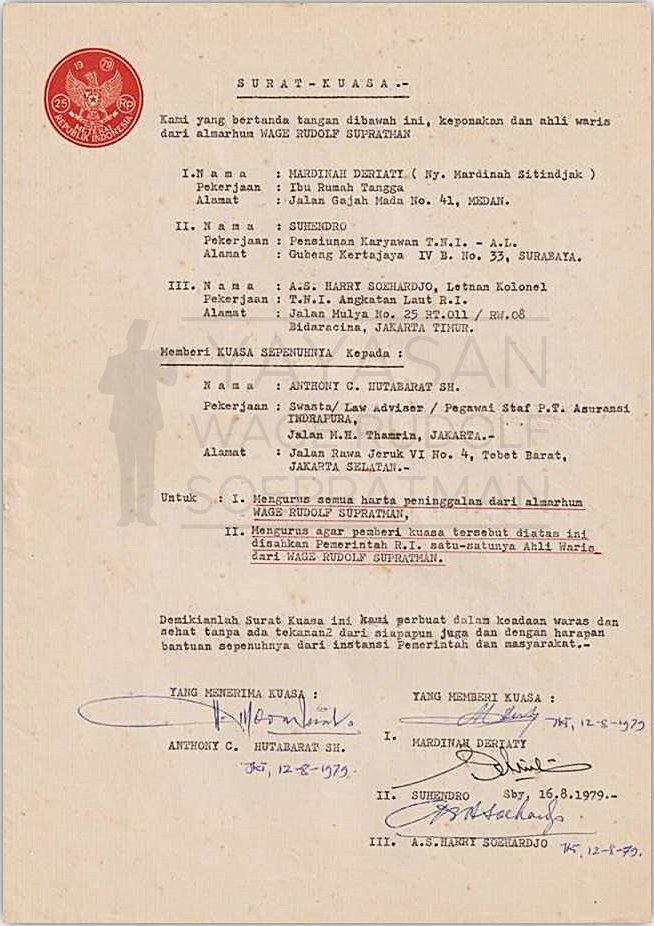 1979
25 Rp
METERAI
REPUBLIK INDONESIA
SURAT-KUASA.-
Kami yang bertanda tangan dibawah ini, keponakan dan ahli waris
dari almarhum WAGE RUDOLF SUPRATMAN
I. N a m a : MARDINAH DERIATY ( Ny. Mardinah Sitindjak )
Pekerjaan : Ibu Rumah Tangga
Alamat : Jalan Gajah Mada No. 41, MEDAN.
II. N a m a : SUHENDRO
Pekerjaan : Pensiunan Karyawan T.N.I. - A.L.
Alamat : Gubeng Kertajaya IV B. No. 33, SURABAYA.
III. N a m a : A.S. HARRY SOEHARDJO, Letnan Kolonel
Pekerjaan : T.N.I. Angkatan Laut R.I.
Alamat : Jalan Mulya No. 25 RT.011 / RW.08
Bidaracina, JAKARTA TIMUR.
Memberi KUASA SEPENUHNYA Kepada :
N a m a : ANTHONY C. HUTABARAT SH.
Pekerjaan : Swasta/ Law Adviser / Pegawai Staf P.T. Asuransi
INDRAPURA,
Jalan M.H. Thamrin, JAKARTA.-
Alamat : Jalan Rawa Jeruk VI No. 4, Tebet Barat,
JAKARTA SELATAN.-
Untuk : I. Mengurus semua harta peninggalan dari almarhum
WAGE RUDOLF SUPRATMAN,
II. Mengurus agar pemberi kuasa tersebut diatas ini
disahkan Pemerintah R.I. satu-satunya Ahli Waris
dari WAGE RUDOLF SUPRATMAN.
YAYASAN
WAGE RUDOLF
SOEPRATMAN
Demikianlah Surat Kuasa ini kami perbuat dalam keadaan waras dan
sehat tanpa ada tekanan2 dari siapapun juga dan dengan harapan
bantuan sepenuhnya dari instansi Pemerintah dan masyarakat.-
YANG MENERIMA KUASA :
ANTHONY C. HUTABARAT SH.
Jkt, 12-8-1979.
YANG MEMBERI KUASA :
Jkt, 12-8-1979
I. MARDINAH DERIATY
II. SUHENDRO Sby, 16.8.1979.-
III. A.S.HARRY SOEHARDJO Jkt, 12-8-79.